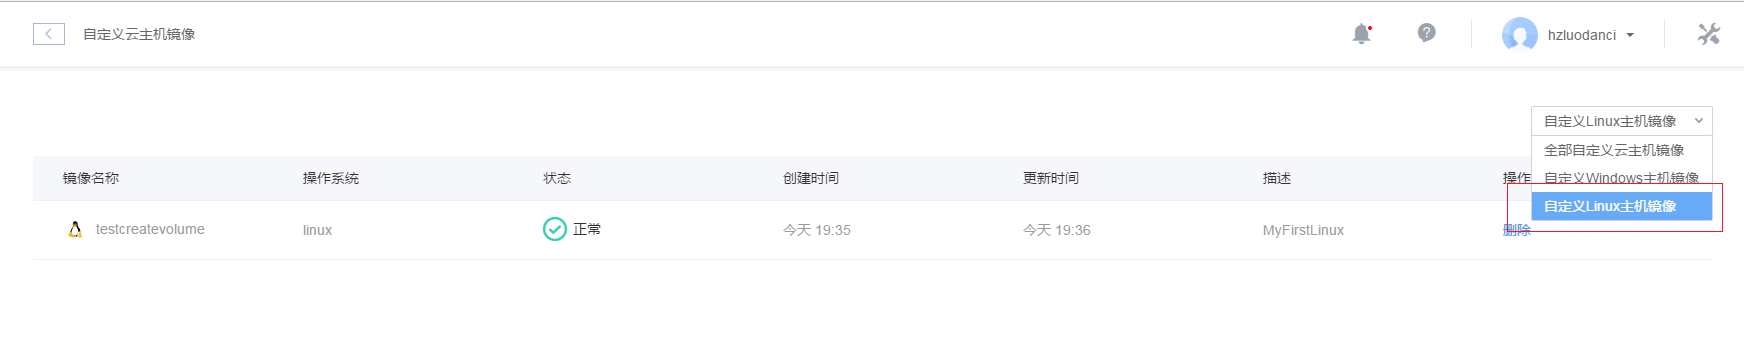 自定义云主机镜像
hzluodanci
自定义Linux主机镜像
全部自定义云主机镜像
自定义Windows主机镜像
自定义Linux主机镜像
镜像名称 操作系统 状态 创建时间 更新时间 描述 操作
testcreatevolume linux 正常 今天 19:35 今天 19:36 MyFirstLinux 删除